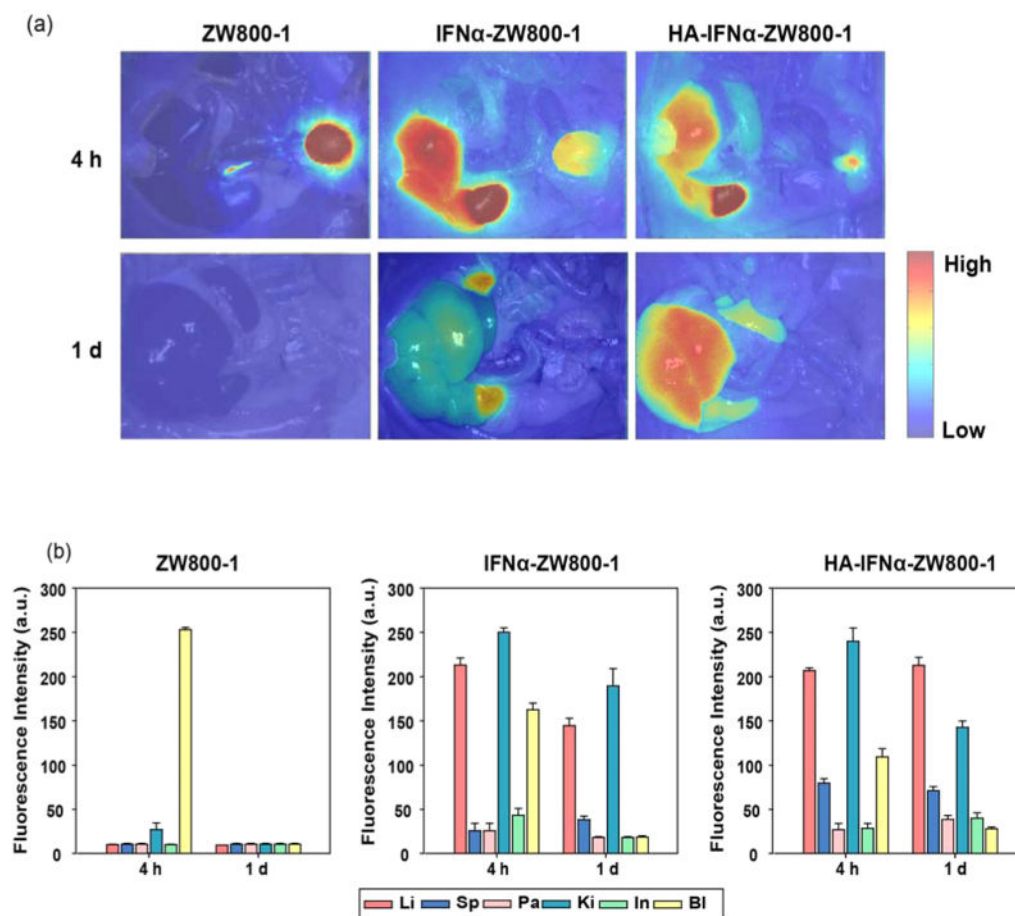 (a)
ZW800-1 IFNα-ZW800-1 HA-IFNα-ZW800-1
4 h
1 d
High
Low
(b)
ZW800-1 IFNα-ZW800-1 HA-IFNα-ZW800-1
Fluorescence Intensity (a.u.)
300
250
200
150
100
50
0
4 h 1 d
Fluorescence Intensity (a.u.)
300
250
200
150
100
50
0
4 h 1 d
Fluorescence Intensity (a.u.)
300
250
200
150
100
50
0
4 h 1 d
Li Sp Pa Ki In Bl